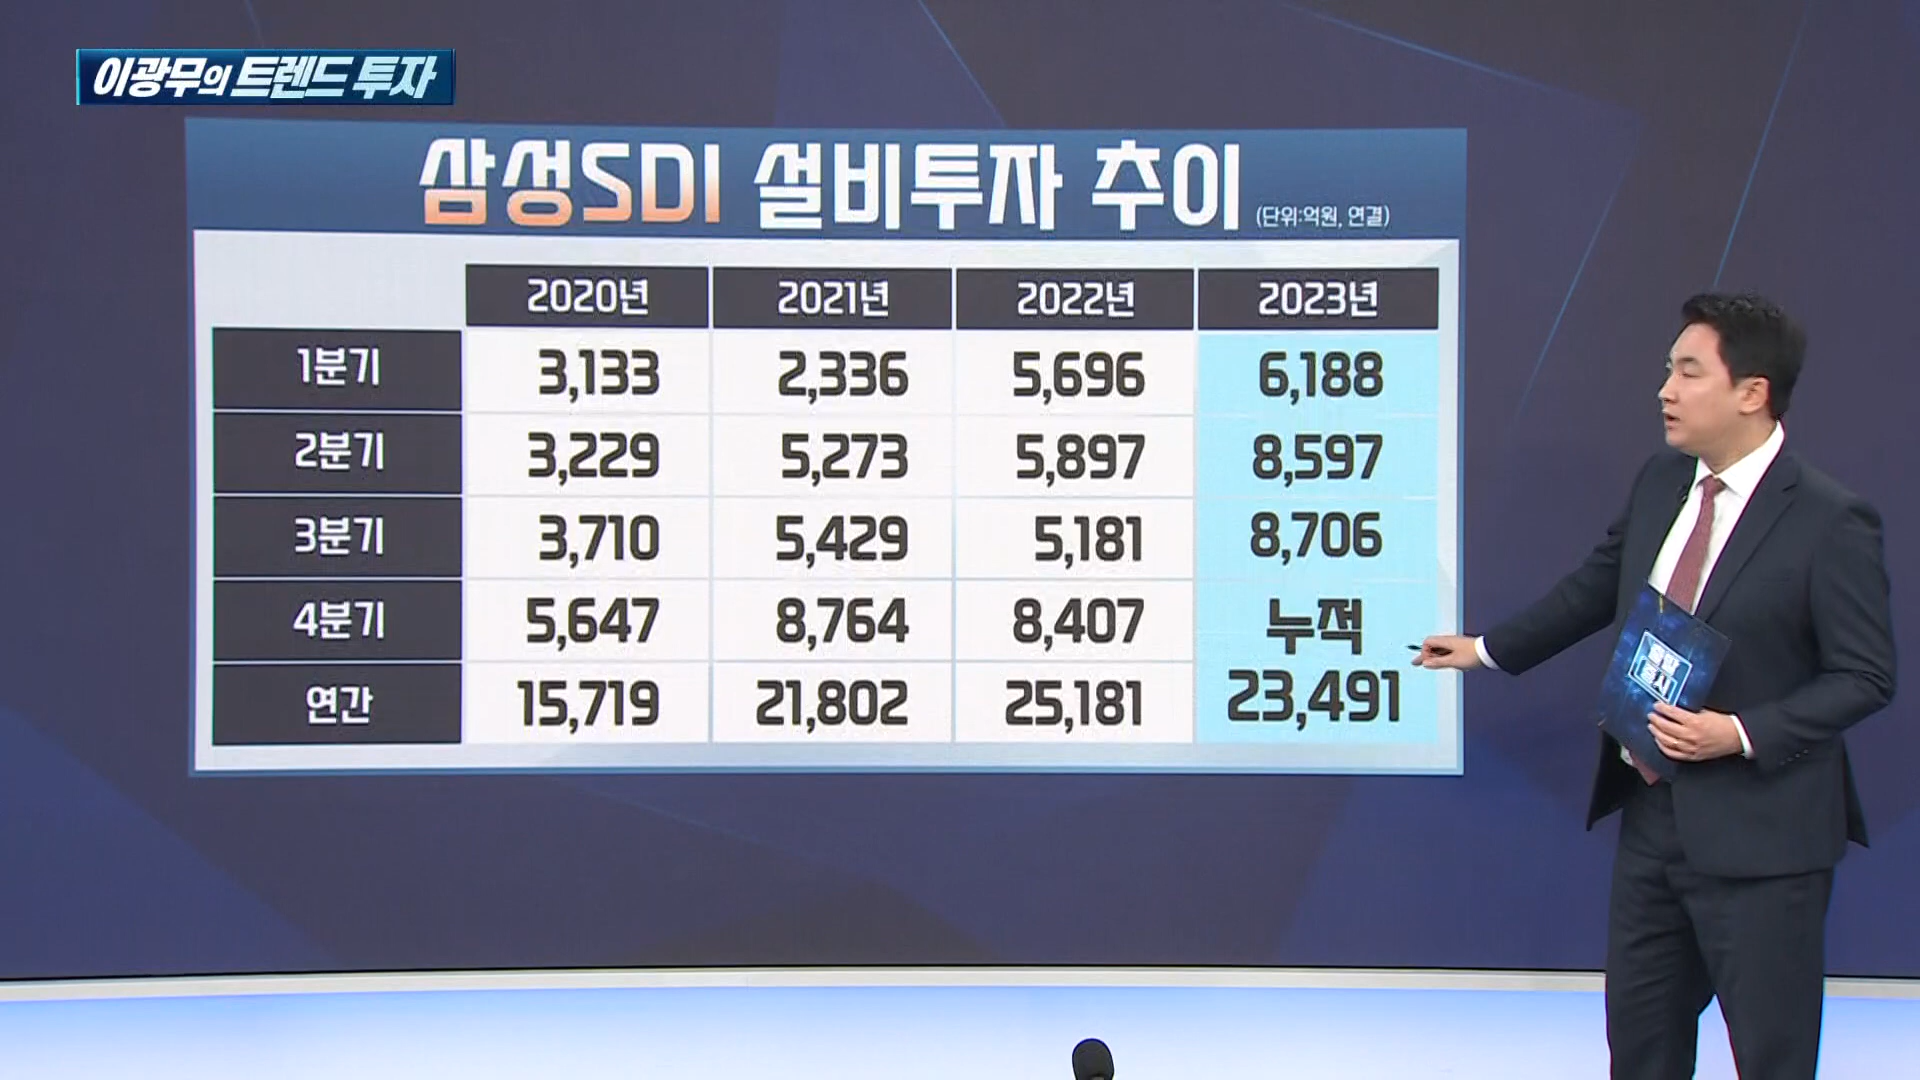 이광무의 트렌드 투자
삼성SDI 설비투자 추이 (단위:억원, 연결)
2020년 2021년 2022년 2023년
1분기 3,133 2,336 5,696 6,188
2분기 3,229 5,273 5,897 8,597
3분기 3,710 5,429 5,181 8,706
4분기 5,647 8,764 8,407 누적
연간 15,719 21,802 25,181 23,491